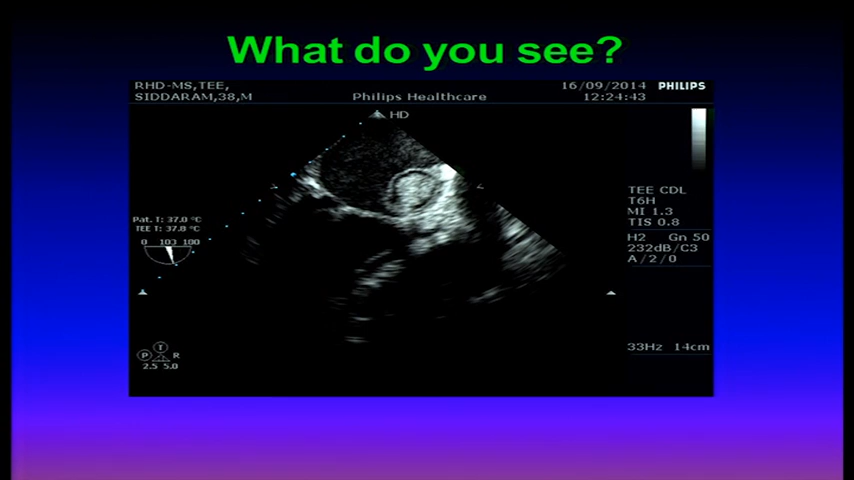 What do you see?
RHD-MS,TEE,
SIDDARAM,38,M
Philips Healthcare
16/09/2014
12:24:43
PHILIPS
HD
TEE CDL
T6H
MI 1.3
TIS 0.8
H2 Gn 50
232dB/C3
A/2/0
Pat. T: 37.0 °C
TEE T: 37.8 °C
0 103 180
33Hz 14cm
T
P R
2.5 5.0